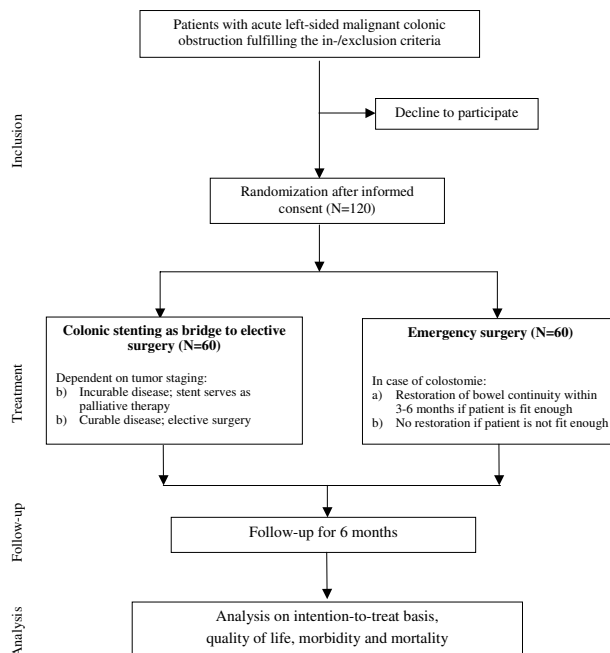 Patients with acute left-sided malignant colonic
obstruction fulfilling the in-/exclusion criteria
Inclusion
Decline to participate
Randomization after informed
consent (N=120)
Treatment
Colonic stenting as bridge to elective
surgery (N=60)
Dependent on tumor staging:
b) Incurable disease; stent serves as
palliative therapy
b) Curable disease; elective surgery
Emergency surgery (N=60)
In case of colostomie:
a) Restoration of bowel continuity within
3-6 months if patient is fit enough
b) No restoration if patient is not fit enough
Follow-up
Follow-up for 6 months
Analysis
Analysis on intention-to-treat basis,
quality of life, morbidity and mortality